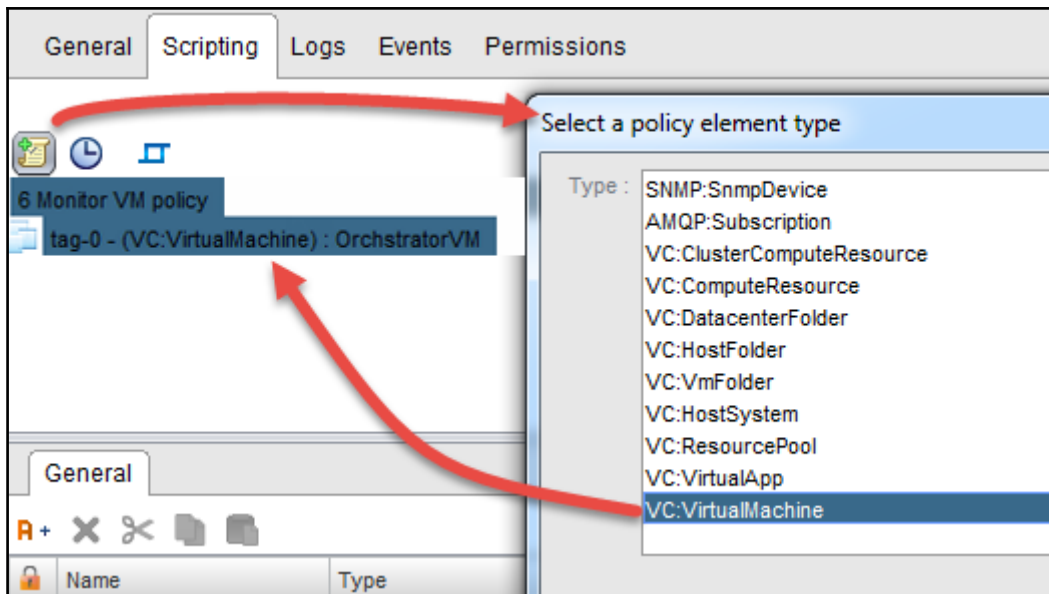 General Scripting Logs Events Permissions
Select a policy element type
6 Monitor VM policy
tag-0 - (VC:VirtualMachine) : OrchstratorVM
Type :
SNMP:SnmpDevice
AMQP:Subscription
VC:ClusterComputeResource
VC:ComputeResource
VC:DatacenterFolder
VC:HostFolder
VC:VmFolder
VC:HostSystem
VC:ResourcePool
VC:VirtualApp
VC:VirtualMachine
General
A+
Name Type